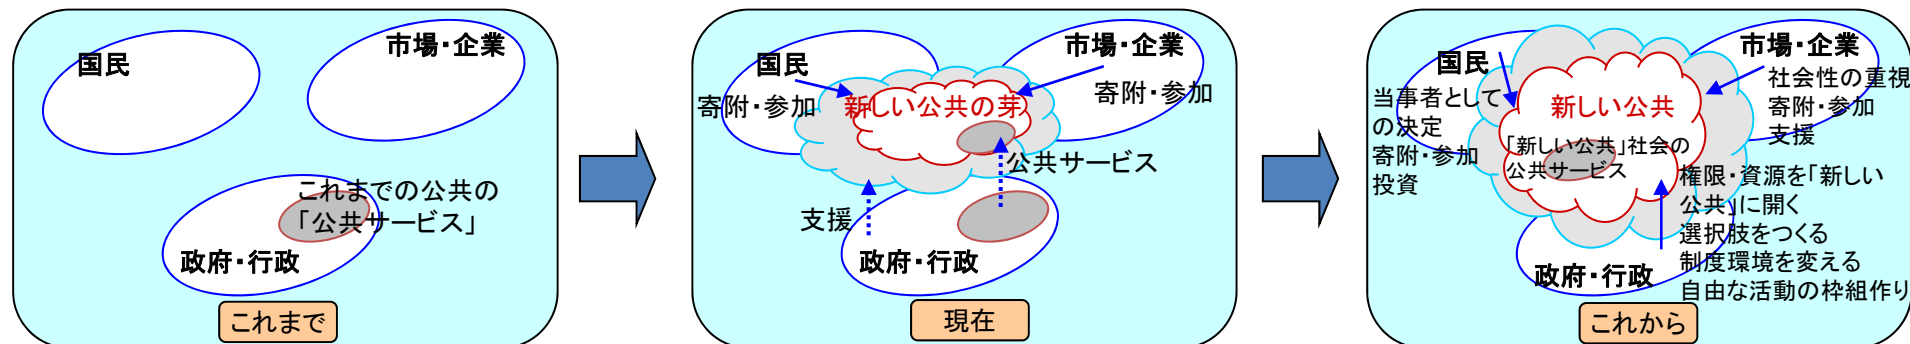 国民
市場・企業
これまでの公共の
「公共サービス」
政府・行政
これまで
国民
市場・企業
寄附・参加
寄附・参加
新しい公共の芽
公共サービス
支援
政府・行政
現在
国民
市場・企業
当事者として
の決定
寄附・参加
投資
社会性の重視
寄附・参加
支援
新しい公共
「新しい公共」社会の
公共サービス
権限・資源を「新しい
公共」に開く
選択肢をつくる
制度環境を変える
自由な活動の枠組作り
政府・行政
これから